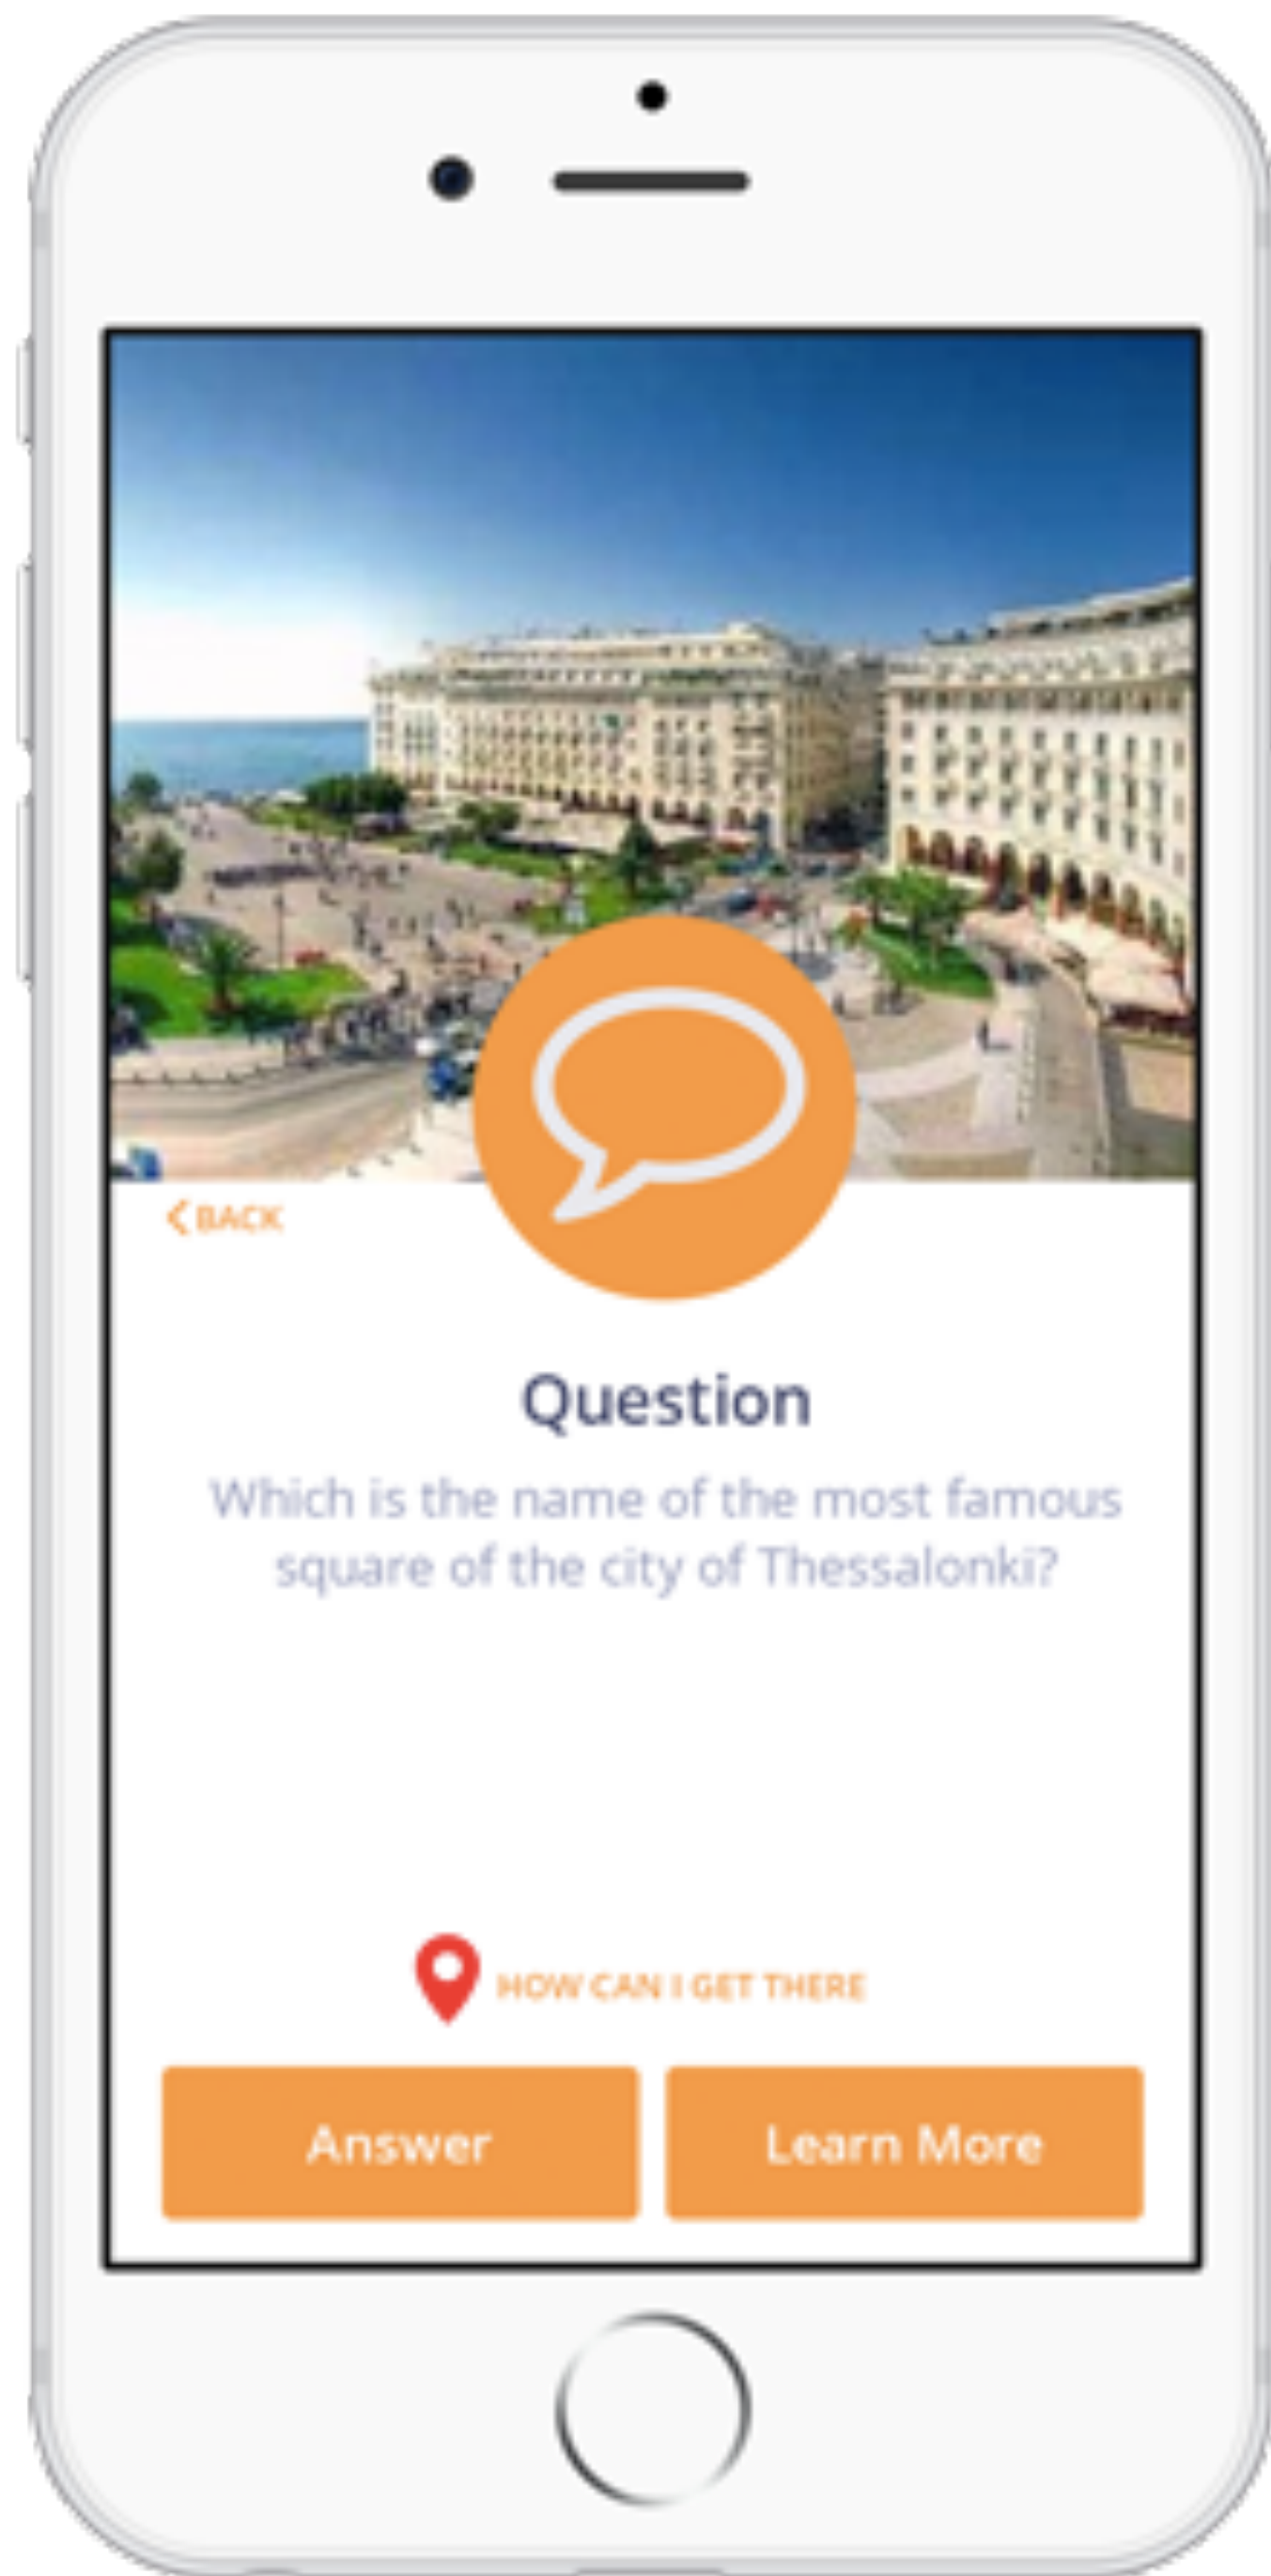 BACK
Question
Which is the name of the most famous
square of the city of Thessalonki?
HOW CAN I GET THERE
Answer
Learn More